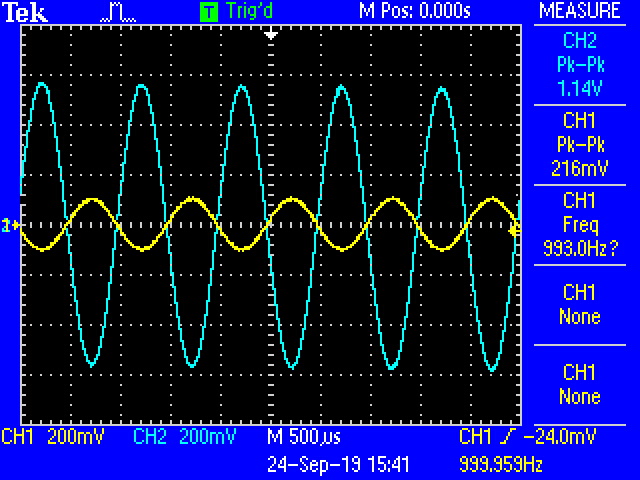 Tek T Trig'd M Pos: 0.000s MEASURE
CH2
Pk-Pk
1.14V
CH1
Pk-Pk
216mV
CH1
Freq
993.0Hz?
CH1
None
CH1
None
CH1 200mV CH2 200mV M 500µs CH1 -24.0mV
24-Sep-19 15:41 999.959Hz